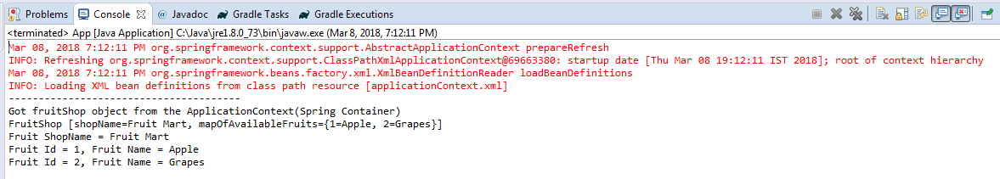 Problems Console Javadoc Gradle Tasks Gradle Executions
<terminated> App [Java Application] C:\Java\jre1.8.0_73\bin\javaw.exe (Mar 8, 2018, 7:12:11 PM)
Mar 08, 2018 7:12:11 PM org.springframework.context.support.AbstractApplicationContext prepareRefresh
INFO: Refreshing org.springframework.context.support.ClassPathXmlApplicationContext@69663380: startup date [Thu Mar 08 19:12:11 IST 2018]; root of context hierarchy
Mar 08, 2018 7:12:11 PM org.springframework.beans.factory.xml.XmlBeanDefinitionReader loadBeanDefinitions
INFO: Loading XML bean definitions from class path resource [applicationContext.xml]
---------------------------------------
Got fruitShop object from the ApplicationContext(Spring Container)
FruitShop [shopName=Fruit Mart, mapOfAvailableFruits={1=Apple, 2=Grapes}]
Fruit ShopName = Fruit Mart
Fruit Id = 1, Fruit Name = Apple
Fruit Id = 2, Fruit Name = Grapes